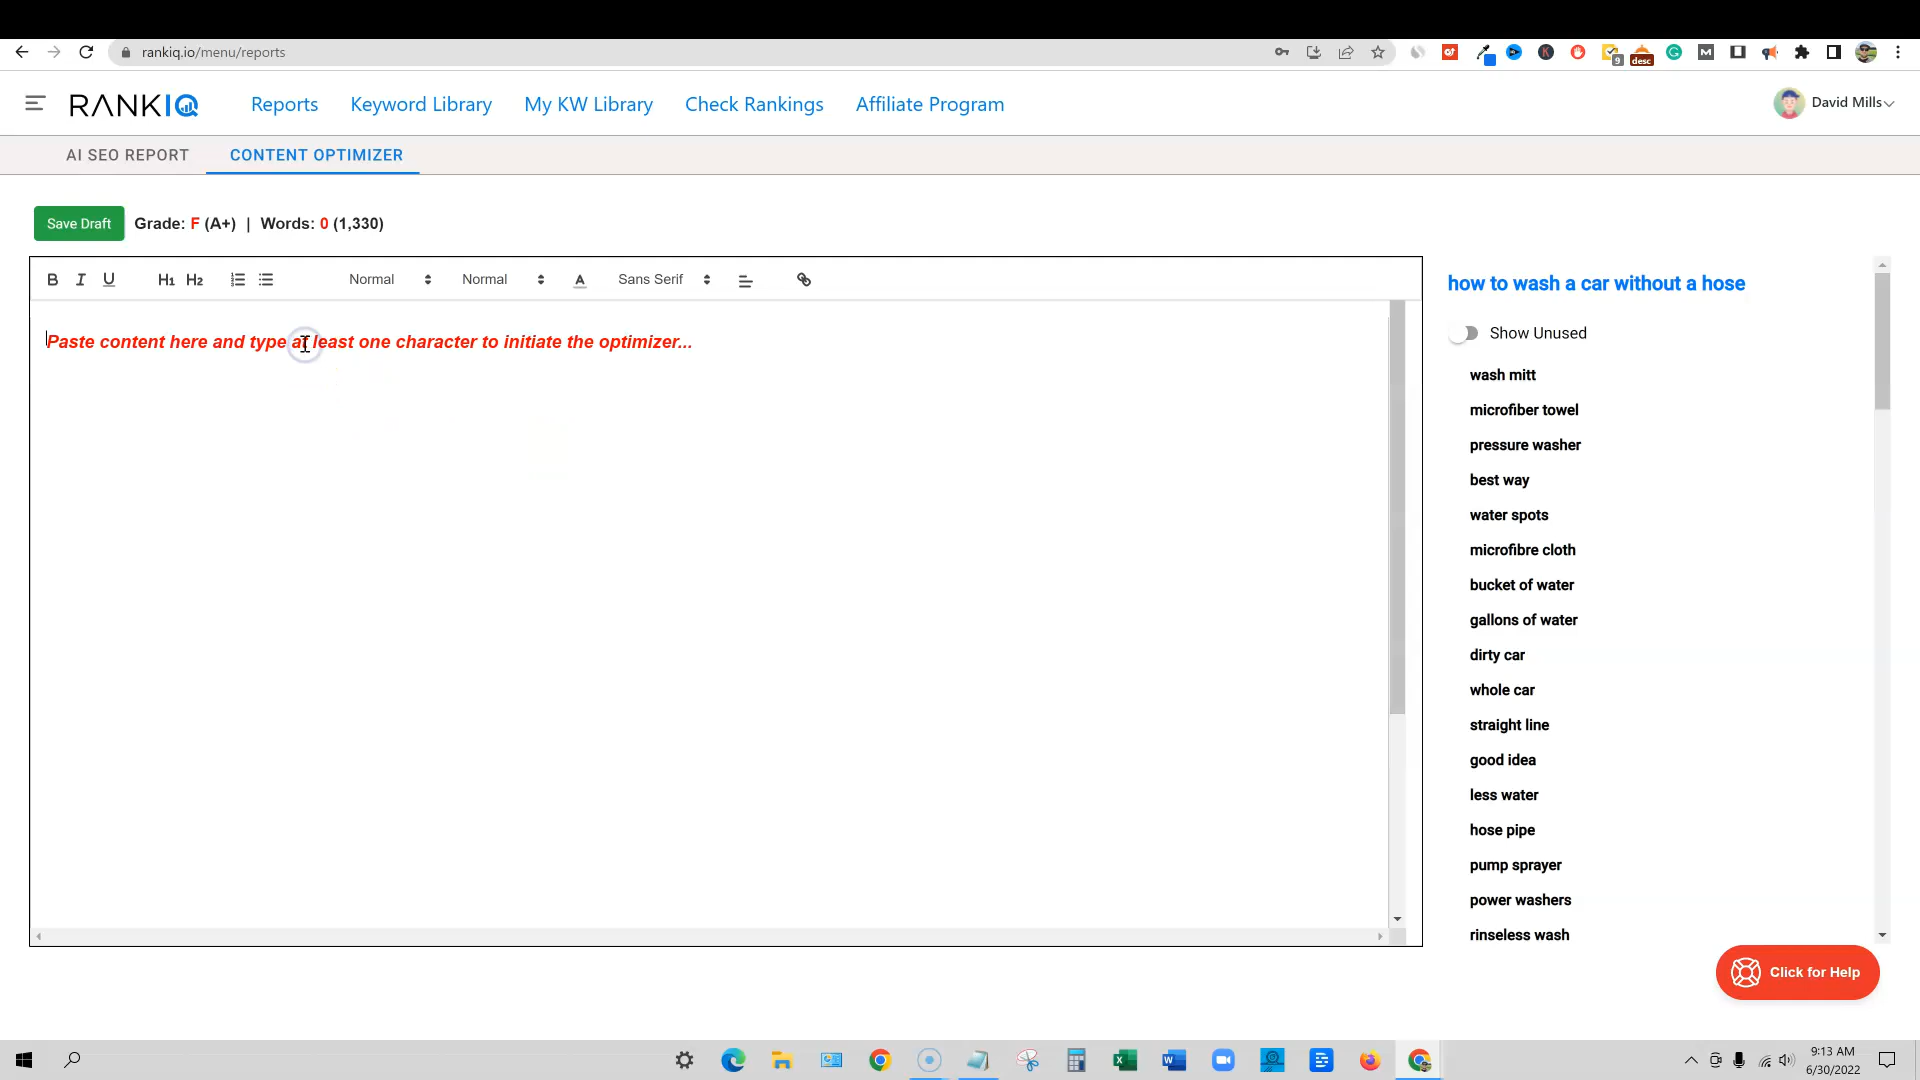 rankiq.io/menu/reports
9
desc
RANKIQ
Reports
Keyword Library
My KW Library
Check Rankings
Affiliate Program
David Mills
AI SEO REPORT
CONTENT OPTIMIZER
Save Draft
Grade: F (A+) | Words: 0 (1,330)
B I U H1 H2 Normal Normal A Sans Serif
Paste content here and type at least one character to initiate the optimizer...
how to wash a car without a hose
Show Unused
wash mitt
microfiber towel
pressure washer
best way
water spots
microfibre cloth
bucket of water
gallons of water
dirty car
whole car
straight line
good idea
less water
hose pipe
pump sprayer
power washers
rinseless wash
Click for Help
9:13 AM
6/30/2022